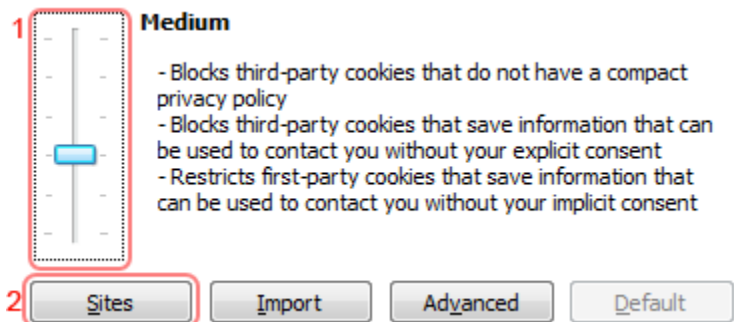 1
Medium
- Blocks third-party cookies that do not have a compact
privacy policy
- Blocks third-party cookies that save information that can
be used to contact you without your explicit consent
- Restricts first-party cookies that save information that
can be used to contact you without your implicit consent
2 Sites Import Advanced Default